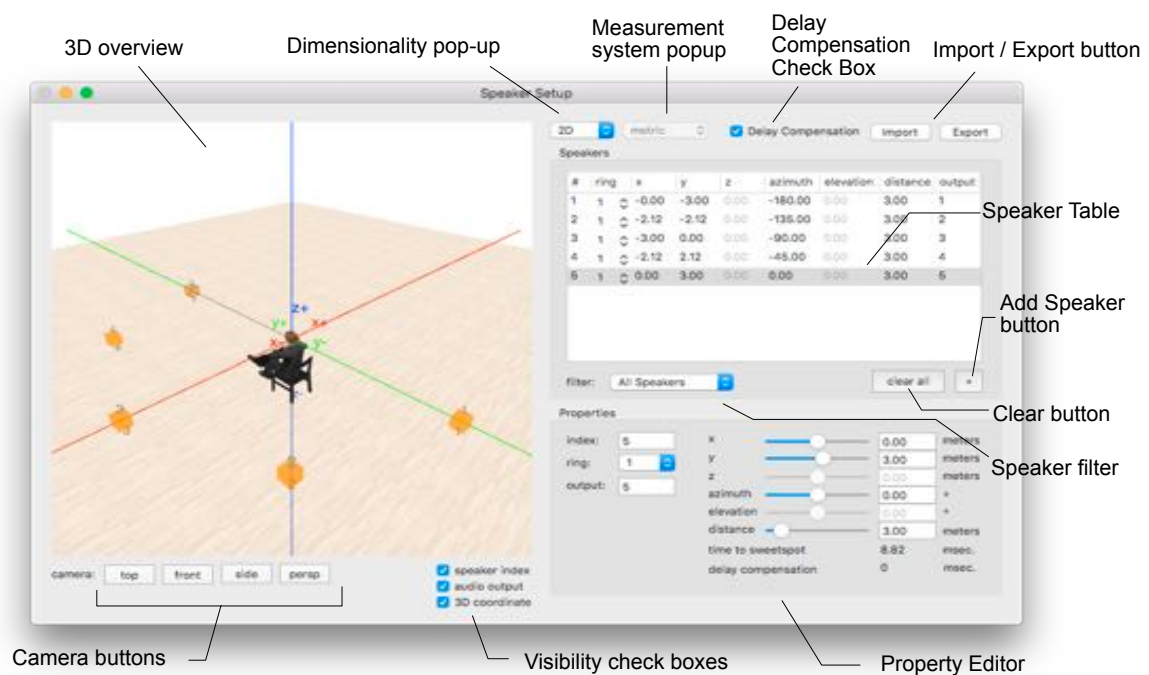 3D overview
Dimensionality pop-up
Measurement
system popup
Delay
Compensation
Check Box
Import / Export button
Speaker Setup
2D metric Delay Compensation Import Export
Speakers
# ring x y z azimuth elevation distance output
1 1 -0.00 -3.00 0.00 -180.00 0.00 3.00 1
2 1 -2.12 -2.12 0.00 -135.00 0.00 3.00 2
3 1 -3.00 0.00 0.00 -90.00 0.00 3.00 3
4 1 -2.12 2.12 0.00 -45.00 0.00 3.00 4
5 1 0.00 3.00 0.00 0.00 0.00 3.00 5
Speaker Table
z+
y+ x+
x- y-
Add Speaker
button
filter: All Speakers clear all +
Clear button
Properties
index: 5
ring: 1
output: 5
x 0.00 meters
y 3.00 meters
z 0.00 meters
azimuth 0.00 °
elevation 0.00 °
distance 3.00 meters
time to sweetspot 8.82 msec.
delay compensation 0 msec.
Speaker filter
camera: top front side persp
speaker index
audio output
3D coordinate
Camera buttons
Visibility check boxes
Property Editor